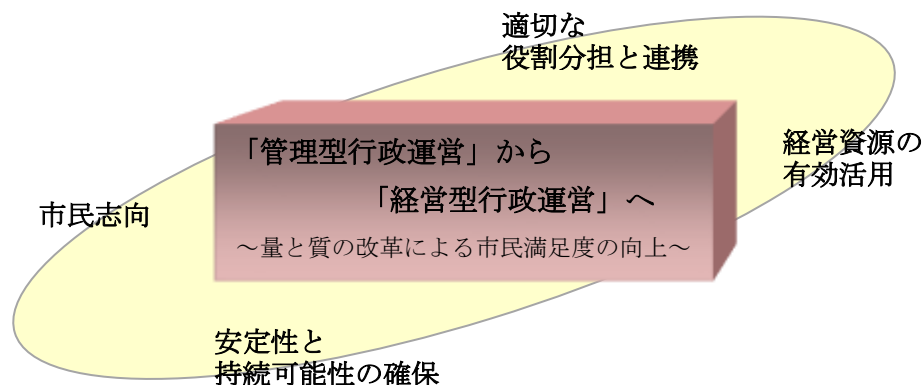 適切な
役割分担と連携
「管理型行政運営」から
「経営型行政運営」へ
～量と質の改革による市民満足度の向上～
経営資源の
有効活用
市民志向
安定性と
持続可能性の確保